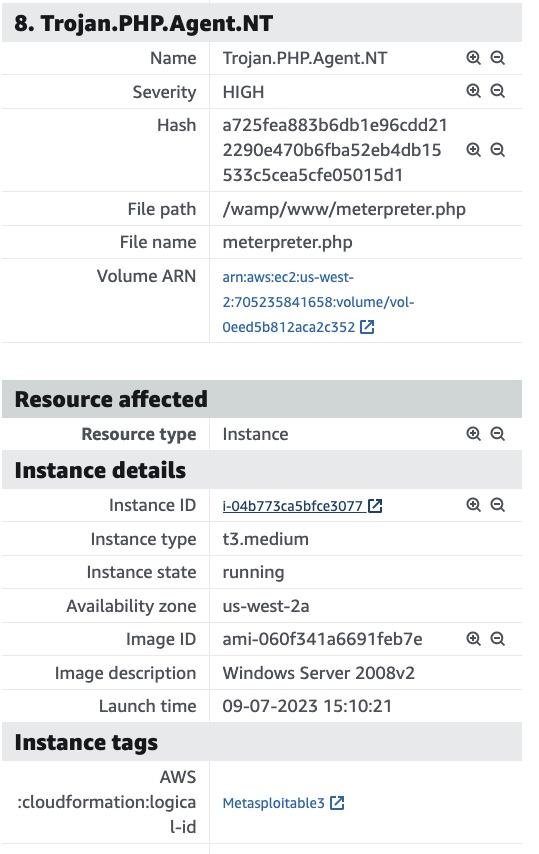 8. Trojan.PHP.Agent.NT
Name Trojan.PHP.Agent.NT
Severity HIGH
Hash a725fea883b6db1e96cdd21
2290e470b6fba52eb4db15
533c5cea5cfe05015d1
File path /wamp/www/meterpreter.php
File name meterpreter.php
Volume ARN arn:aws:ec2:us-west-
2:705235841658:volume/vol-
0eed5b812aca2c352
Resource affected
Resource type Instance
Instance details
Instance ID i-04b773ca5bfce3077
Instance type t3.medium
Instance state running
Availability zone us-west-2a
Image ID ami-060f341a6691feb7e
Image description Windows Server 2008v2
Launch time 09-07-2023 15:10:21
Instance tags
AWS
:cloudformation:logica
l-id
Metasploitable3